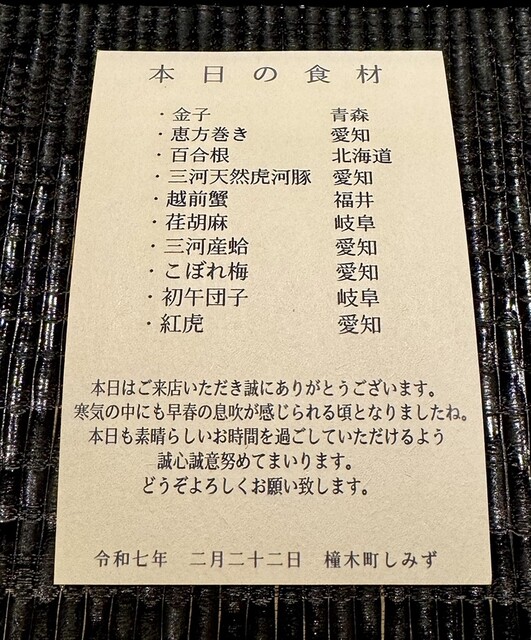 本日の食材
・金子 青森
・恵方巻き 愛知
・百合根 北海道
・三河天然虎河豚 愛知
・越前蟹 福井
・荏胡麻 岐阜
・三河産蛤 愛知
・こぼれ梅 愛知
・初午団子 岐阜
・紅虎 愛知
本日はご来店いただき誠にありがとうございます。
寒気の中にも早春の息吹が感じられる頃となりましたね。
本日も素晴らしいお時間を過ごしていただけるよう
誠心誠意努めてまいります。
どうぞよろしくお願い致します。
令和七年 二月二十二日 橦木町しみず